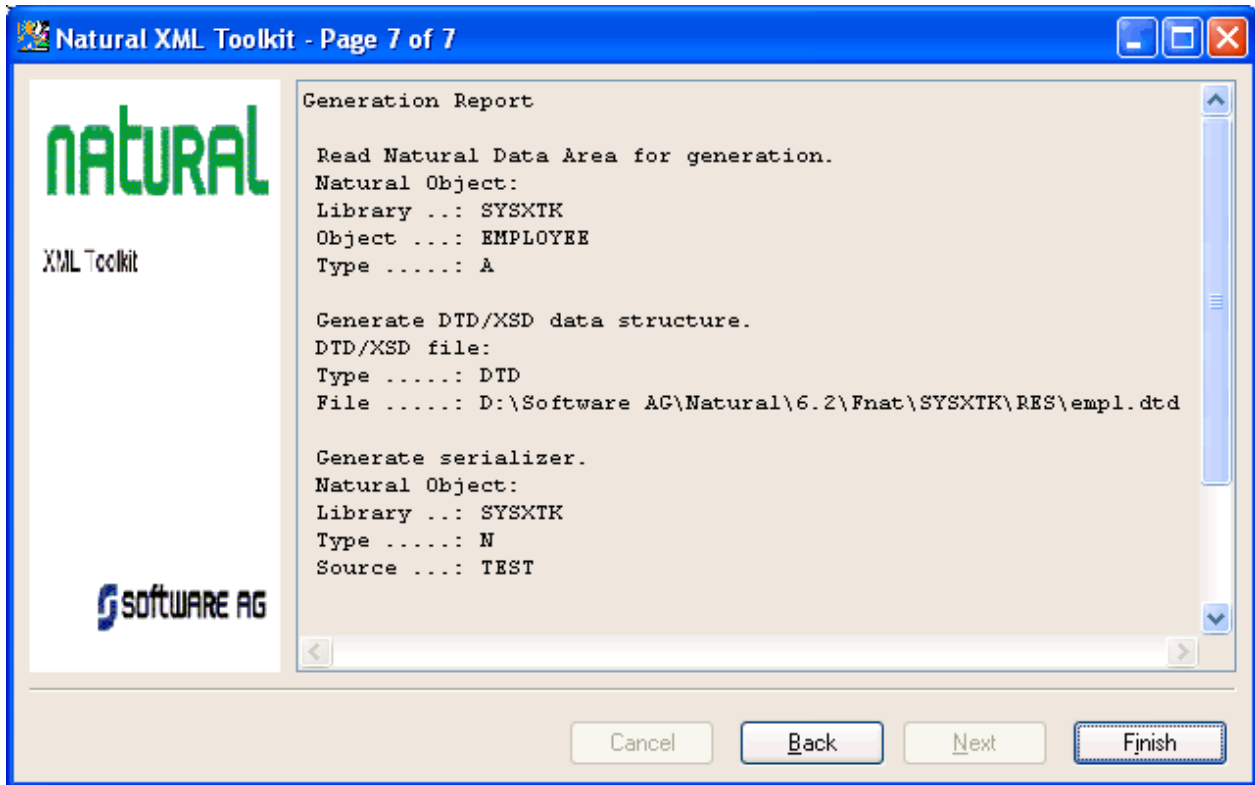 Natural XML Toolkit - Page 7 of 7
natural
XML Toolkit
software AG
Generation Report
Read Natural Data Area for generation.
Natural Object:
Library ..: SYSXTK
Object ...: EMPLOYEE
Type .....: A
Generate DTD/XSD data structure.
DTD/XSD file:
Type .....: DTD
File .....: D:\Software AG\Natural\6.2\Fnat\SYSXTK\RES\empl.dtd
Generate serializer.
Natural Object:
Library ..: SYSXTK
Type .....: N
Source ...: TEST
Cancel Back Next Finish